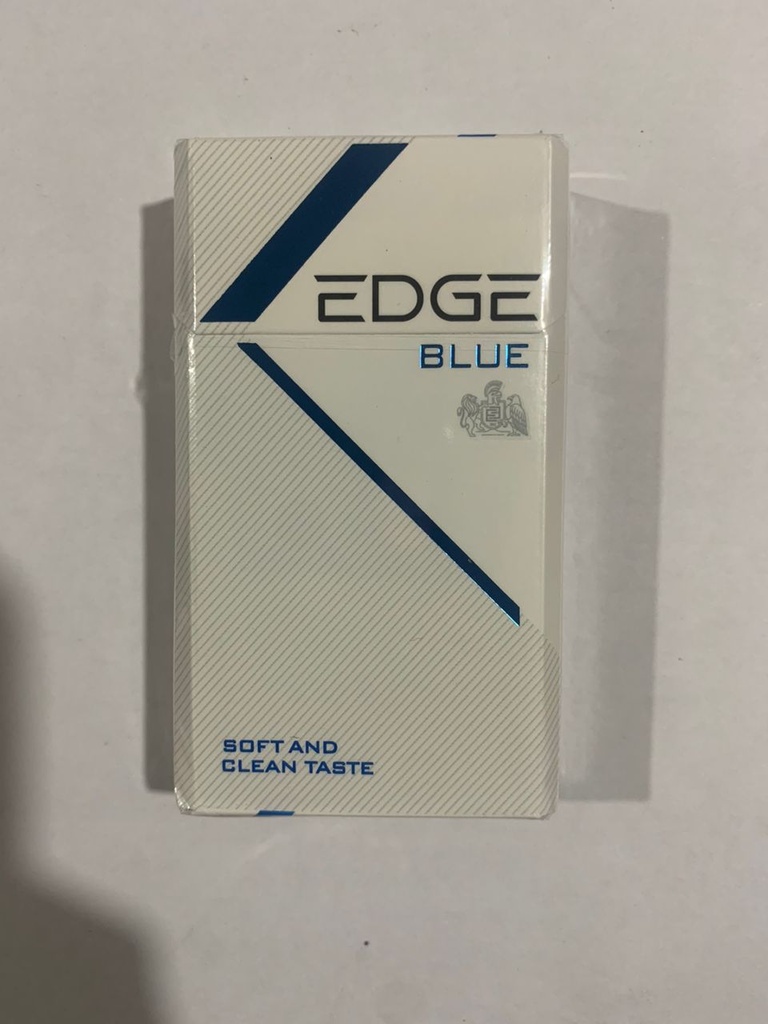 EDGE
BLUE
SOFT AND
CLEAN TASTE